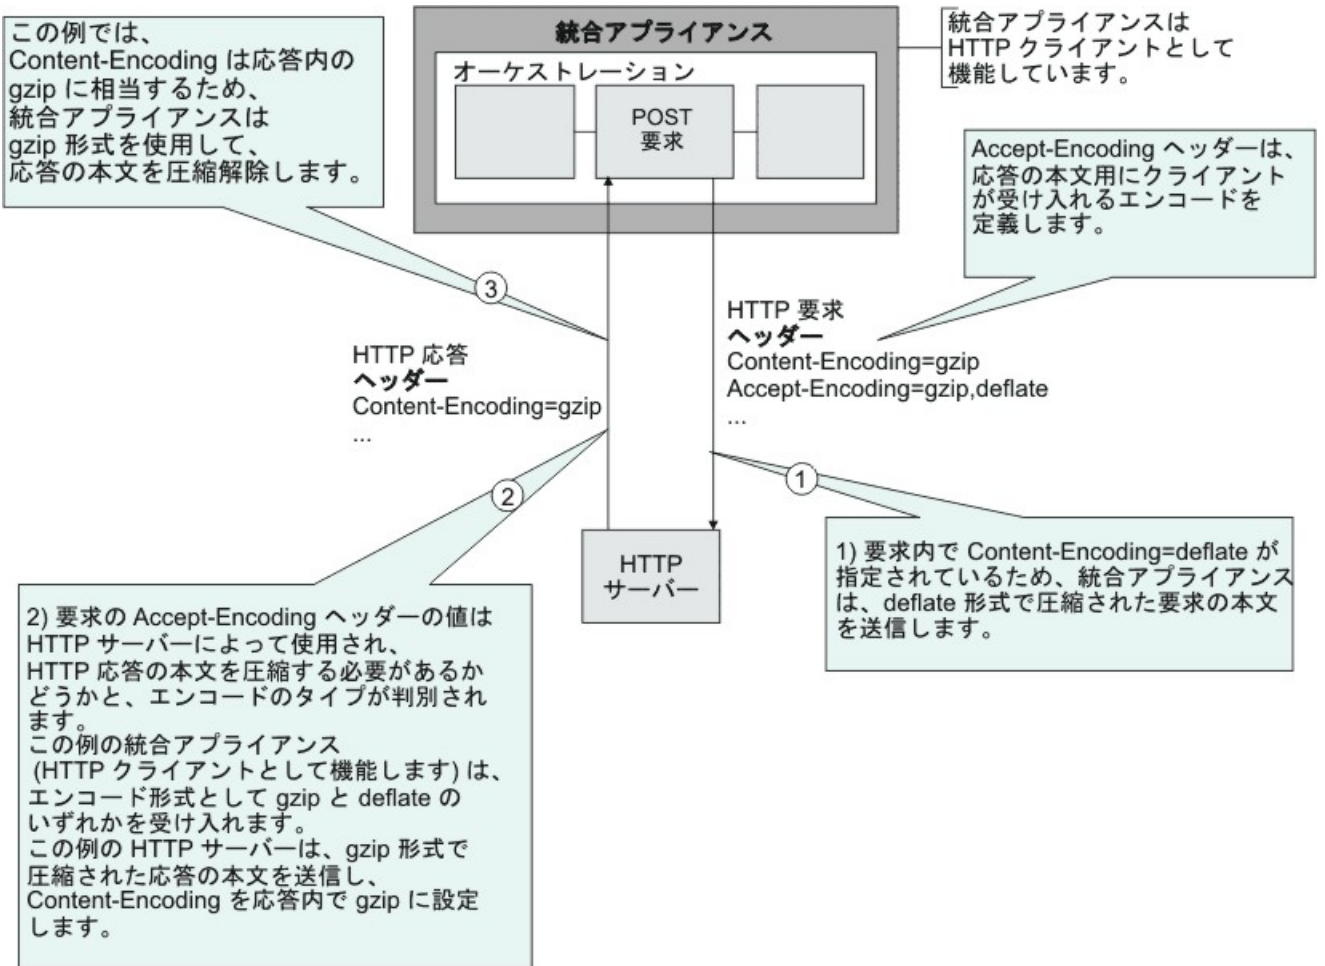 この例では、
Content-Encoding は応答内の
gzip に相当するため、
統合アプライアンスは
gzip 形式を使用して、
応答の本文を圧縮解除します。
統合アプライアンス
オーケストレーション
POST
要求
統合アプライアンスは
HTTP クライアントとして
機能しています。
Accept-Encoding ヘッダーは、
応答の本文用にクライアント
が受け入れるエンコードを
定義します。
3
HTTP 要求
ヘッダー
Content-Encoding=gzip
Accept-Encoding=gzip,deflate
...
HTTP 応答
ヘッダー
Content-Encoding=gzip
...
2
1
HTTP
サーバー
1) 要求内で Content-Encoding=deflate が
指定されているため、統合アプライアンス
は、deflate 形式で圧縮された要求の本文
を送信します。
2) 要求の Accept-Encoding ヘッダーの値は
HTTP サーバーによって使用され、
HTTP 応答の本文を圧縮する必要があるか
どうかと、エンコードのタイプが判別され
ます。
この例の統合アプライアンス
(HTTP クライアントとして機能します) は、
エンコード形式として gzip と deflate の
いずれかを受け入れます。
この例の HTTP サーバーは、gzip 形式で
圧縮された応答の本文を送信し、
Content-Encoding を応答内で gzip に設定
します。